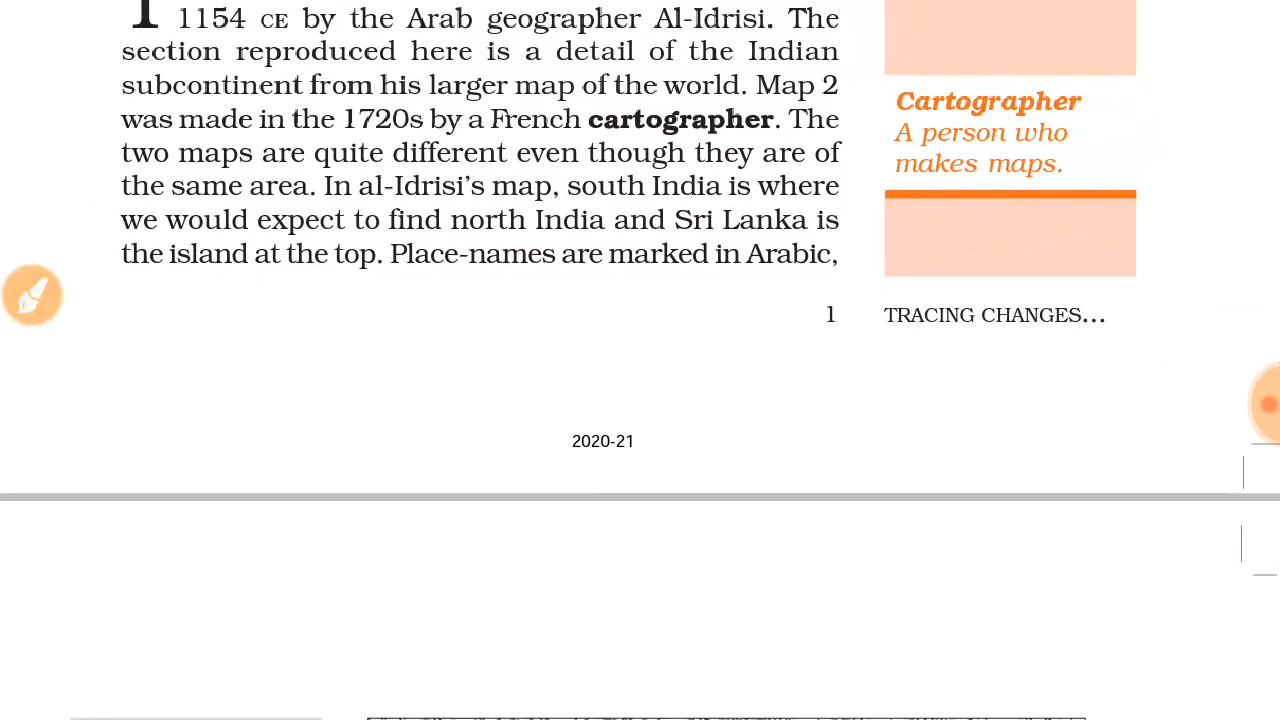 1154 CE by the Arab geographer Al-Idrisi. The
section reproduced here is a detail of the Indian
subcontinent from his larger map of the world. Map 2
was made in the 1720s by a French cartographer. The
two maps are quite different even though they are of
the same area. In al-Idrisi's map, south India is where
we would expect to find north India and Sri Lanka is
the island at the top. Place-names are marked in Arabic,
Cartographer
A person who
makes maps.
1 TRACING CHANGES...
2020-21